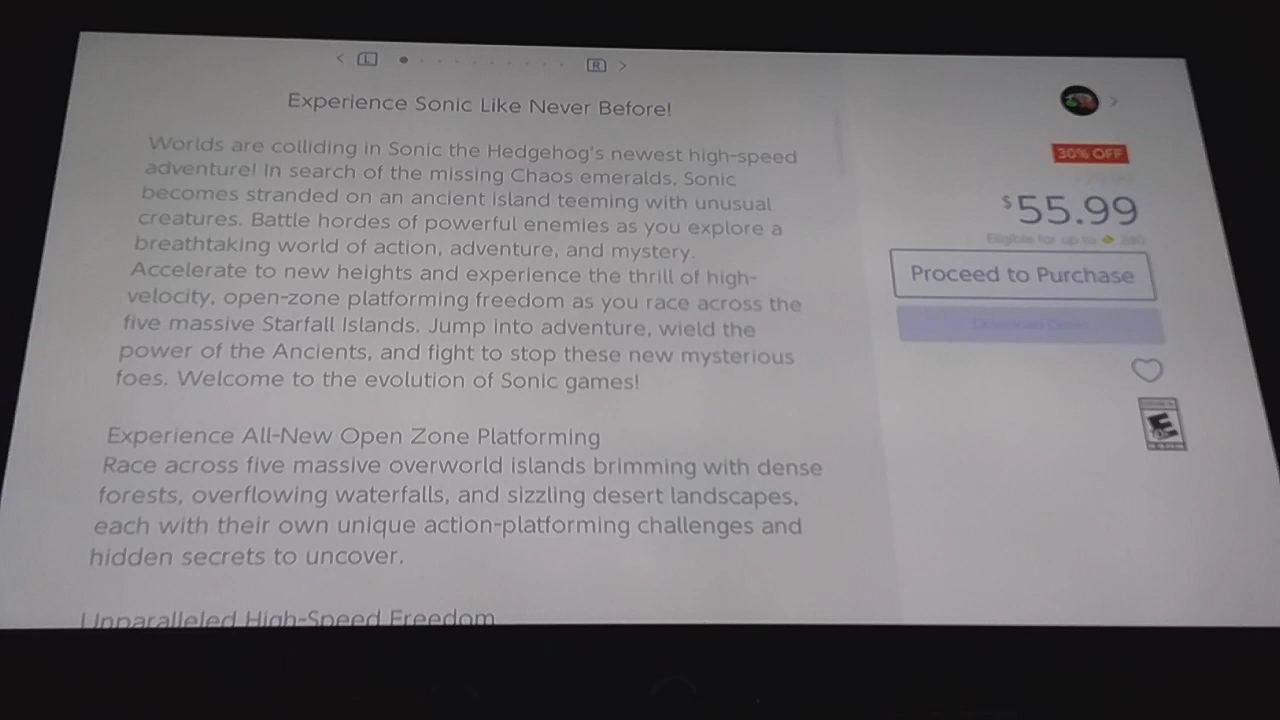 L R
Experience Sonic Like Never Before!
Worlds are colliding in Sonic the Hedgehog's newest high-speed
adventure! In search of the missing Chaos emeralds, Sonic
becomes stranded on an ancient island teeming with unusual
creatures. Battle hordes of powerful enemies as you explore a
breathtaking world of action, adventure, and mystery.
Accelerate to new heights and experience the thrill of high-
velocity, open-zone platforming freedom as you race across the
five massive Starfall Islands. Jump into adventure, wield the
power of the Ancients, and fight to stop these new mysterious
foes. Welcome to the evolution of Sonic games!
Experience All-New Open Zone Platforming
Race across five massive overworld islands brimming with dense
forests, overflowing waterfalls, and sizzling desert landscapes,
each with their own unique action-platforming challenges and
hidden secrets to uncover.
Unparalleled High-Speed Freedom
30% OFF
$55.99
Eligible for up to
Proceed to Purchase
Download Demo
E